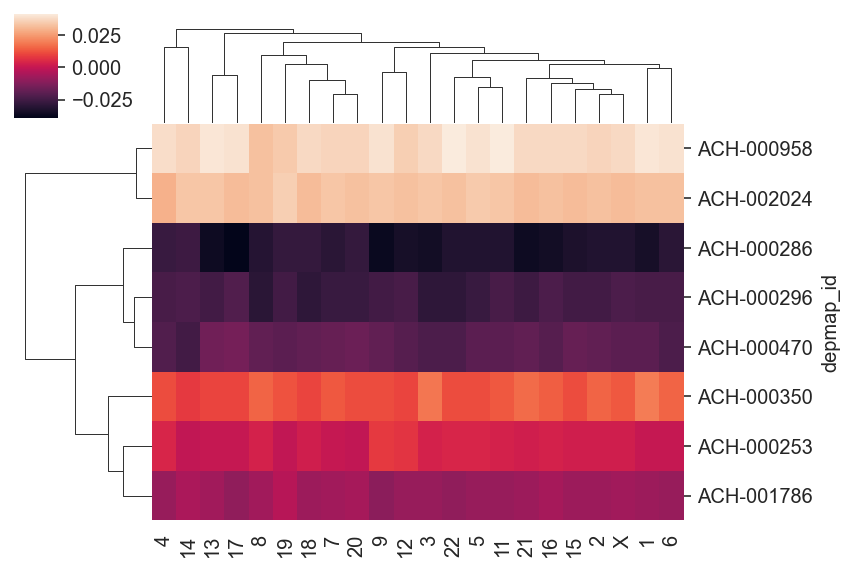 0.025
0.000
−0.025
ACH-000958
ACH-002024
ACH-000286
ACH-000296
ACH-000470
ACH-000350
ACH-000253
ACH-001786
depmap_id
4 14 13 17 8 19 18 7 20 9 12 3 22 5 11 21 16 15 2 X 1 6